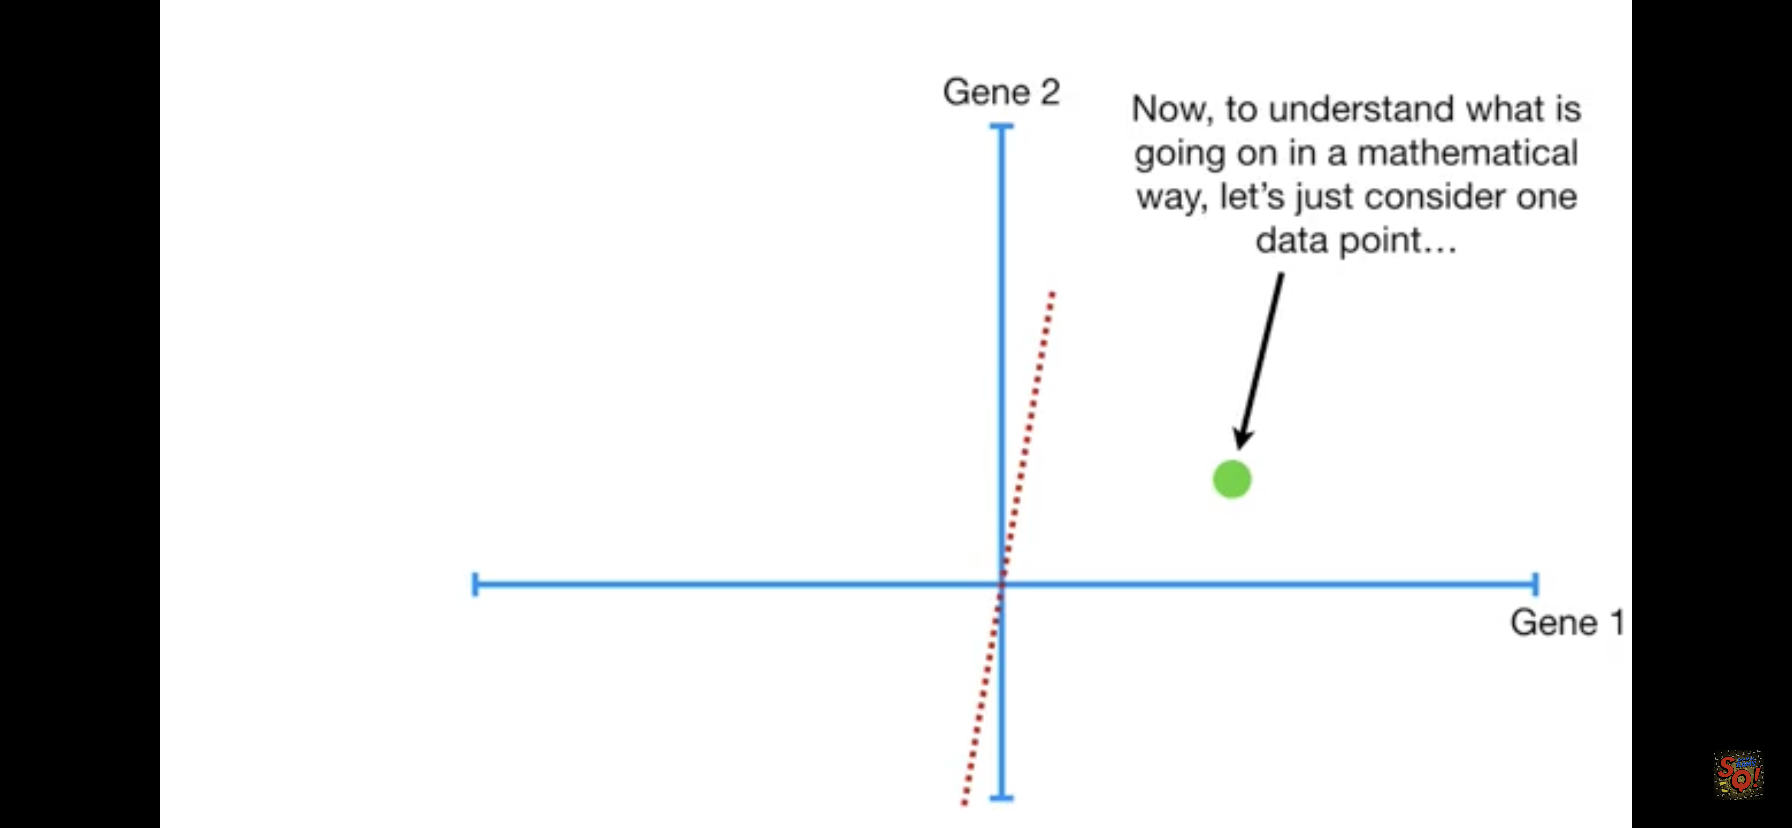 Gene 2
Now, to understand what is
going on in a mathematical
way, let's just consider one
data point...
Gene 1
SQ!